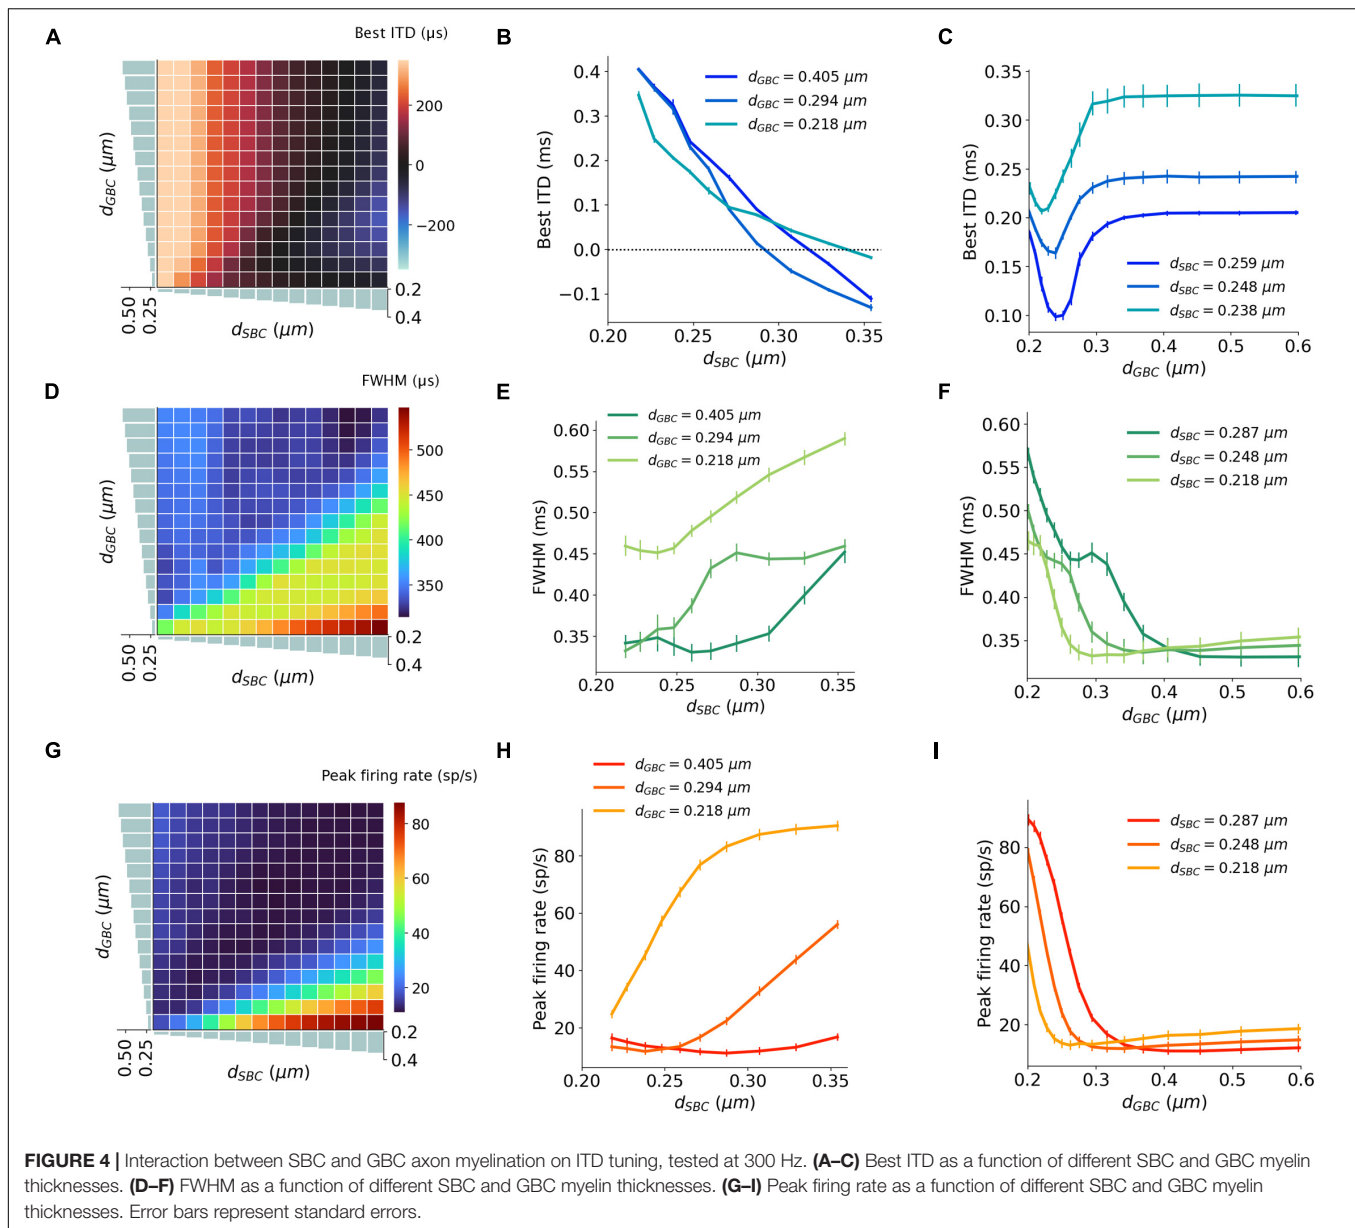 A
Best ITD (μs)
200
0
−200
d_GBC (μm)
0.50
0.25
0.2
0.4
d_SBC (μm)
B
Best ITD (ms)
0.4
0.3
0.2
0.1
0.0
−0.1
d_GBC = 0.405 μm
d_GBC = 0.294 μm
d_GBC = 0.218 μm
0.20 0.25 0.30 0.35
d_SBC (μm)
C
Best ITD (ms)
0.35
0.30
0.25
0.20
0.15
0.10
d_SBC = 0.259 μm
d_SBC = 0.248 μm
d_SBC = 0.238 μm
0.2 0.3 0.4 0.5 0.6
d_GBC (μm)
D
FWHM (μs)
500
450
400
350
d_GBC (μm)
0.50
0.25
0.2
0.4
d_SBC (μm)
E
FWHM (ms)
0.60
0.55
0.50
0.45
0.40
0.35
d_GBC = 0.405 μm
d_GBC = 0.294 μm
d_GBC = 0.218 μm
0.20 0.25 0.30 0.35
d_SBC (μm)
F
FWHM (ms)
0.60
0.55
0.50
0.45
0.40
0.35
d_SBC = 0.287 μm
d_SBC = 0.248 μm
d_SBC = 0.218 μm
0.2 0.3 0.4 0.5 0.6
d_GBC (μm)
G
Peak firing rate (sp/s)
80
60
40
20
d_GBC (μm)
0.50
0.25
0.2
0.4
d_SBC (μm)
H
Peak firing rate (sp/s)
80
60
40
20
d_GBC = 0.405 μm
d_GBC = 0.294 μm
d_GBC = 0.218 μm
0.20 0.25 0.30 0.35
d_SBC (μm)
I
Peak firing rate (sp/s)
80
60
40
20
d_SBC = 0.287 μm
d_SBC = 0.248 μm
d_SBC = 0.218 μm
0.2 0.3 0.4 0.5 0.6
d_GBC (μm)
FIGURE 4 | Interaction between SBC and GBC axon myelination on ITD tuning, tested at 300 Hz. (A–C) Best ITD as a function of different SBC and GBC myelin
thicknesses. (D–F) FWHM as a function of different SBC and GBC myelin thicknesses. (G–I) Peak firing rate as a function of different SBC and GBC myelin
thicknesses. Error bars represent standard errors.